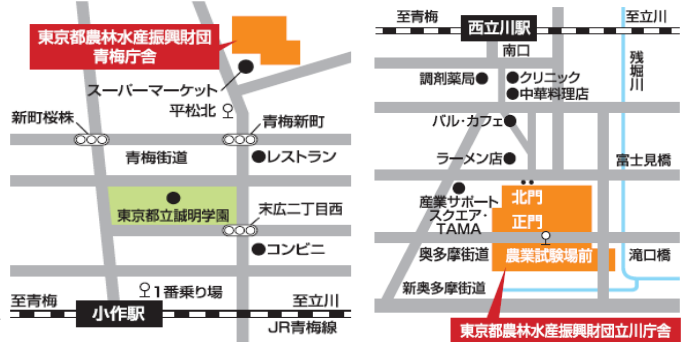 東京都農林水産振興財団
青梅庁舎
スーパーマーケット
平松北
新町桜株
青梅新町
青梅街道
レストラン
東京都立誠明学園
末広二丁目西
コンビニ
1番乗り場
至青梅
至立川
小作駅
JR青梅線
至青梅
西立川駅
至立川
南口
残堀川
調剤薬局
クリニック
中華料理店
バル・カフェ
ラーメン店
富士見橋
産業サポート
スクエア・
TAMA
北門
正門
奥多摩街道
農業試験場前
滝口橋
新奥多摩街道
東京都農林水産振興財団立川庁舎